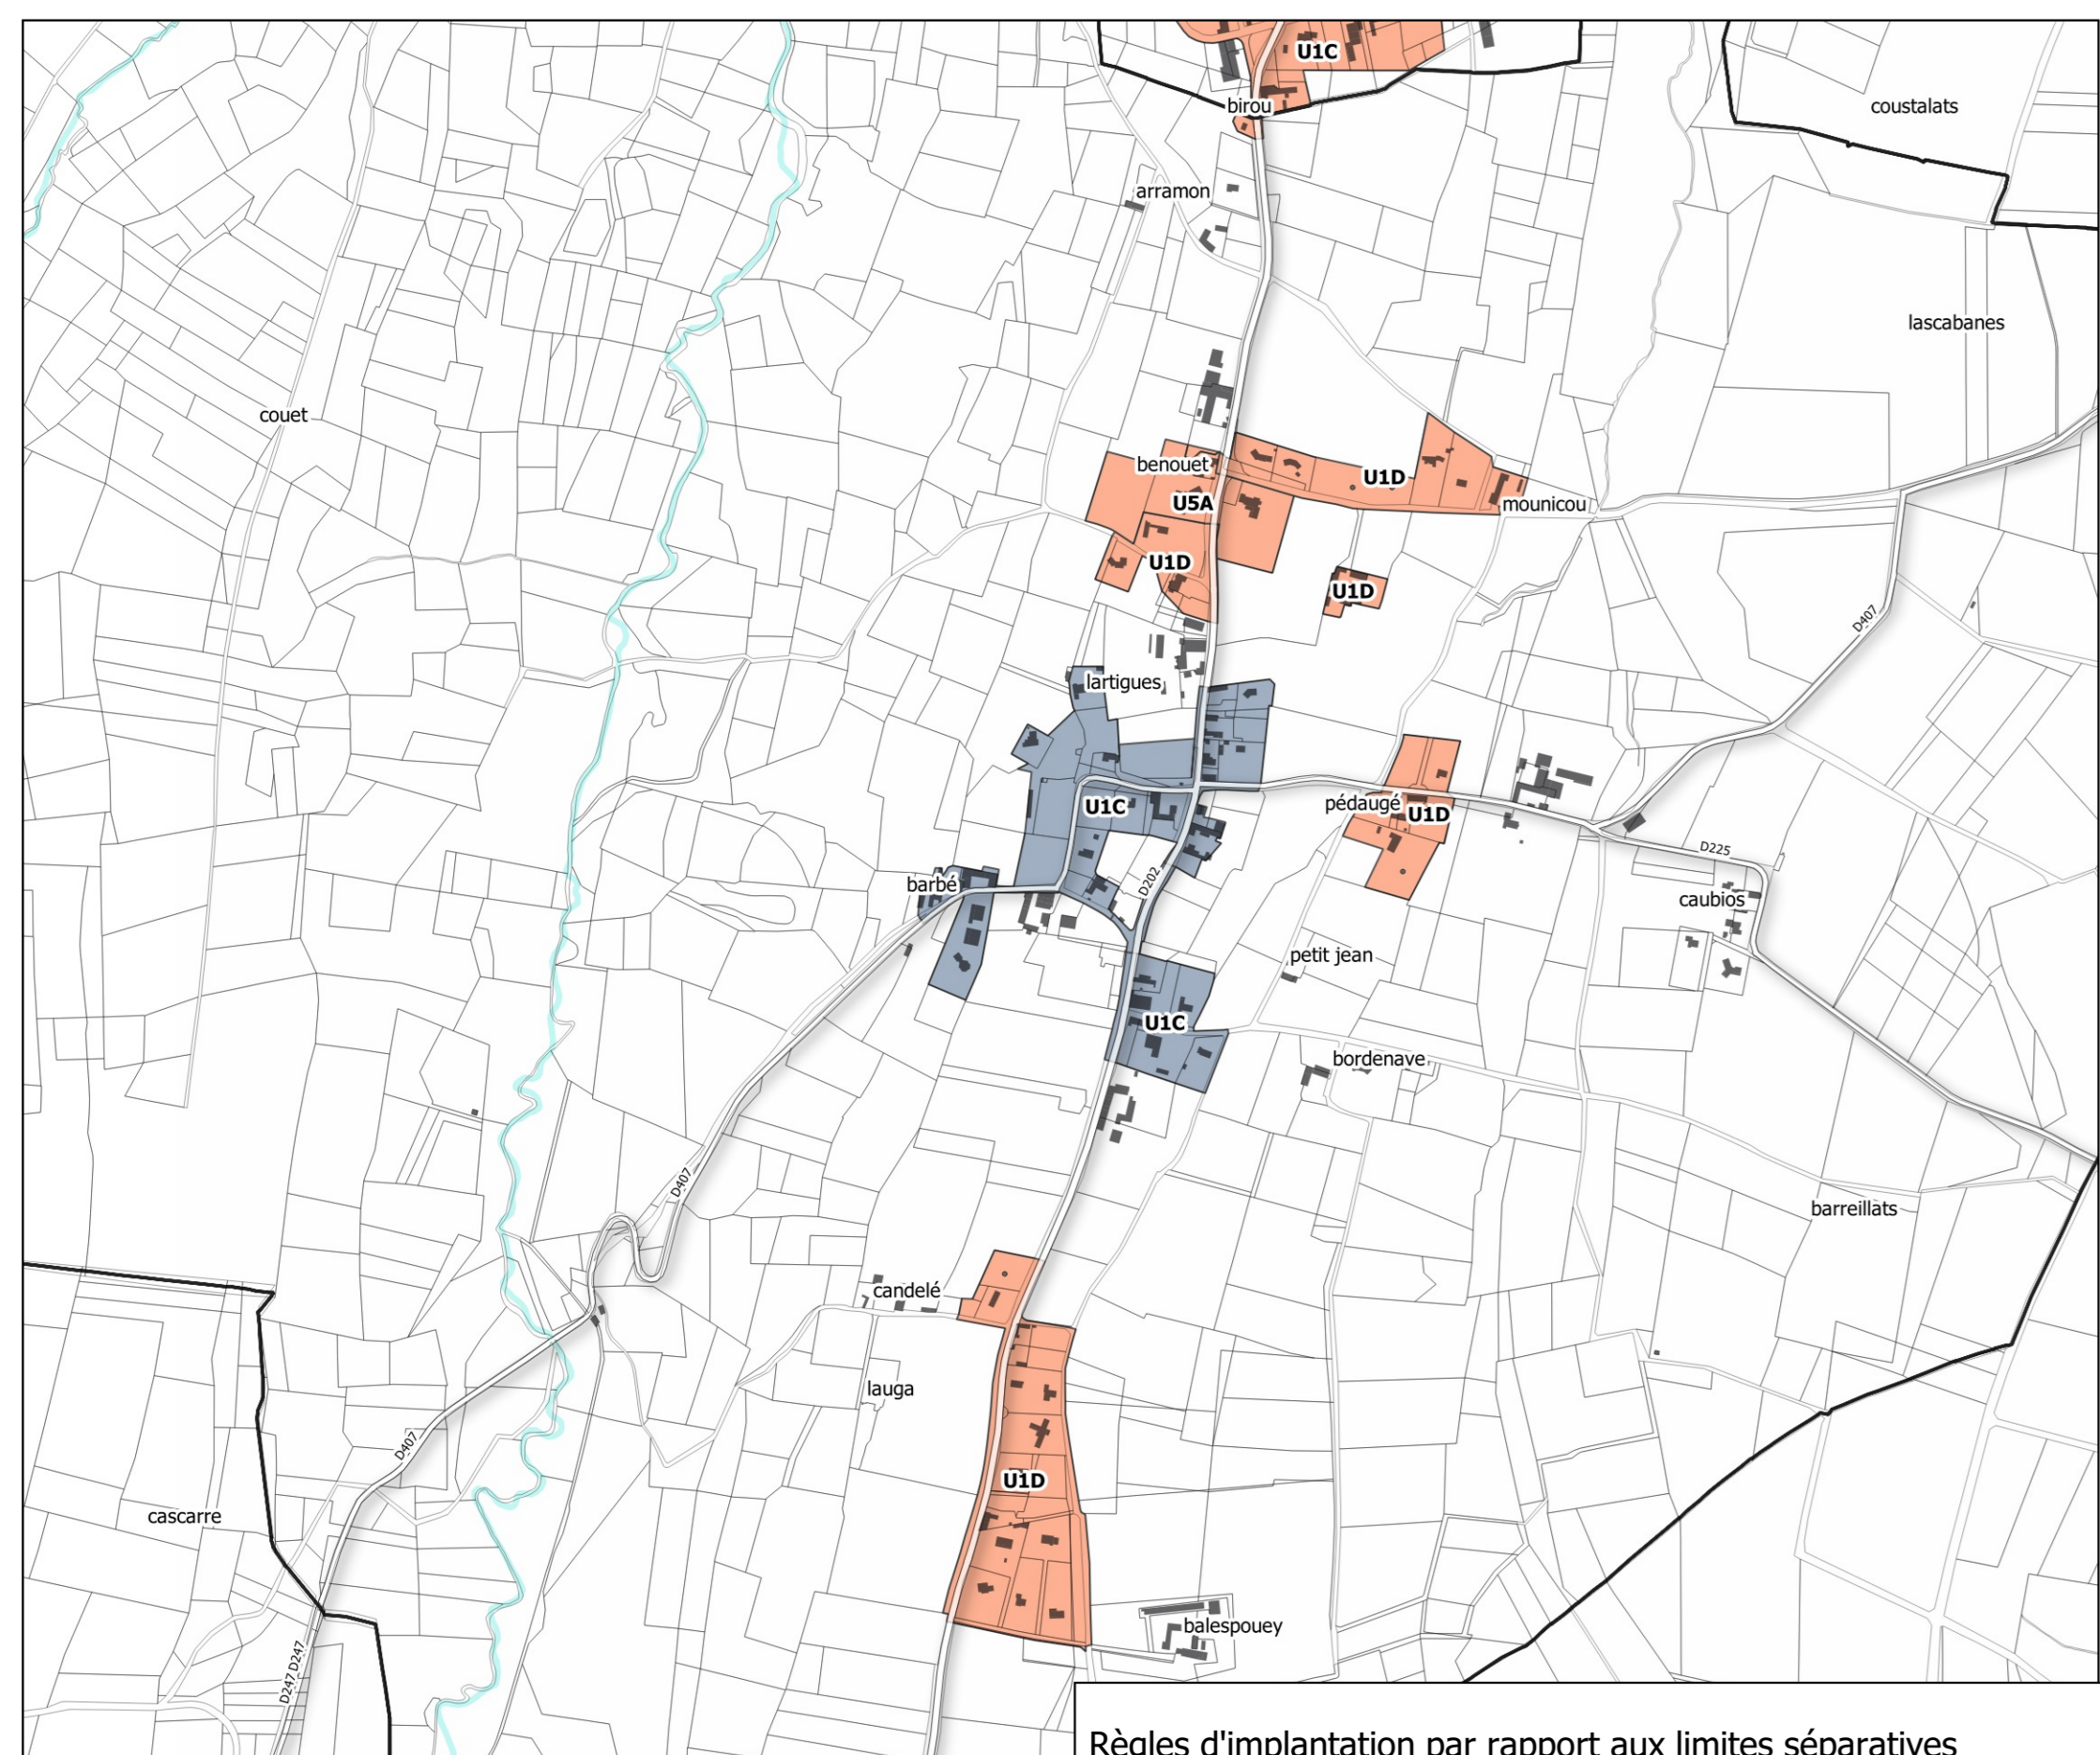 U1C
birou
coustalats
arramon
lascabanes
couet
benouet
U1D
U5A
mounicou
U1D
U1D
D407
lartigues
pédaugé
U1C
U1D
D225
barbé
D202
caubios
petit jean
U1C
bordenave
D407
barreillats
candelé
lauga
D407
U1D
cascarre
balespouey
D247
D247
Règles d'implantation par rapport aux limites séparatives